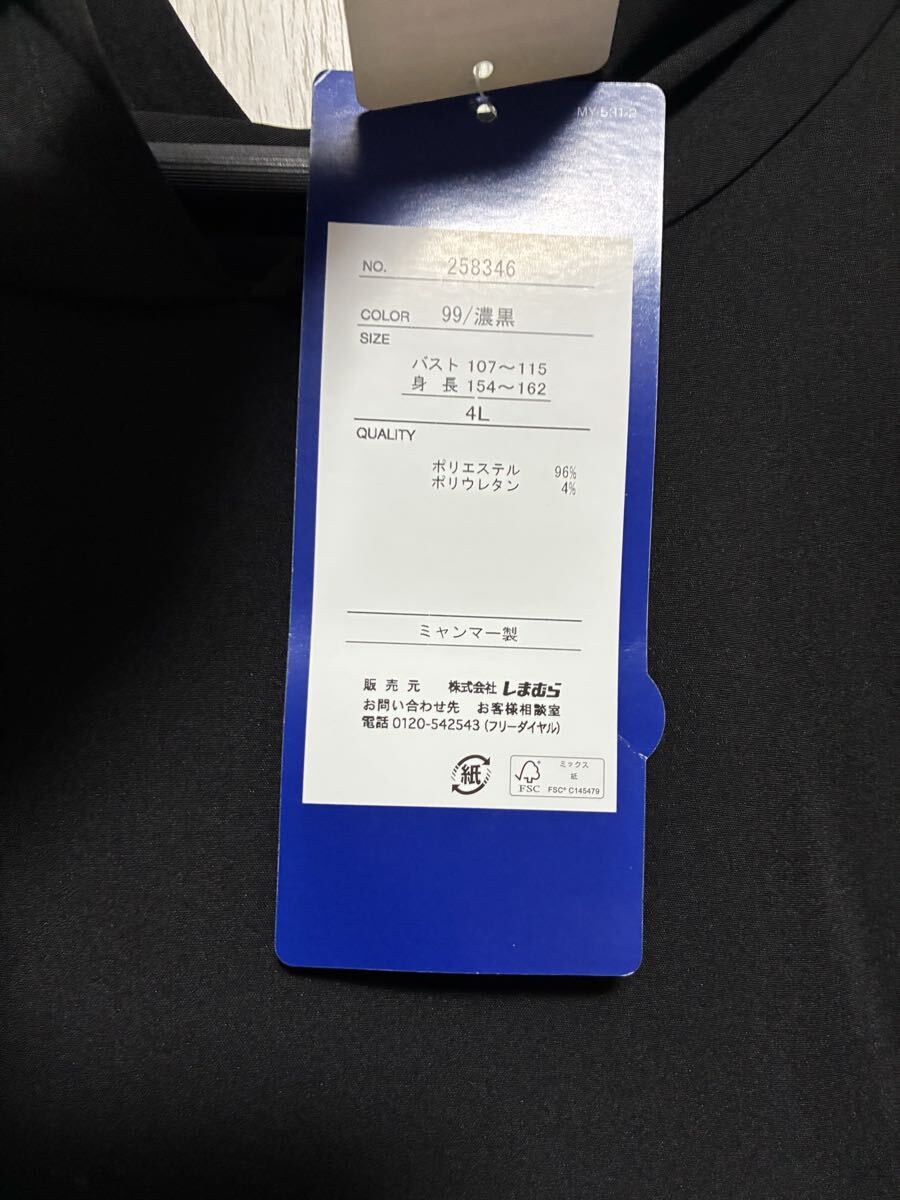 MY-531-2
NO. 258346
COLOR 99/濃黒
SIZE
バスト 107～115
身 長 154～162
4L
QUALITY
ポリエステル 96%
ポリウレタン 4%
ミャンマー製
販 売 元 株式会社 しまむら
お問い合わせ先 お客様相談室
電話 0120-542543 (フリーダイヤル)
紙
FSC
ミックス
紙
FSC® C145479